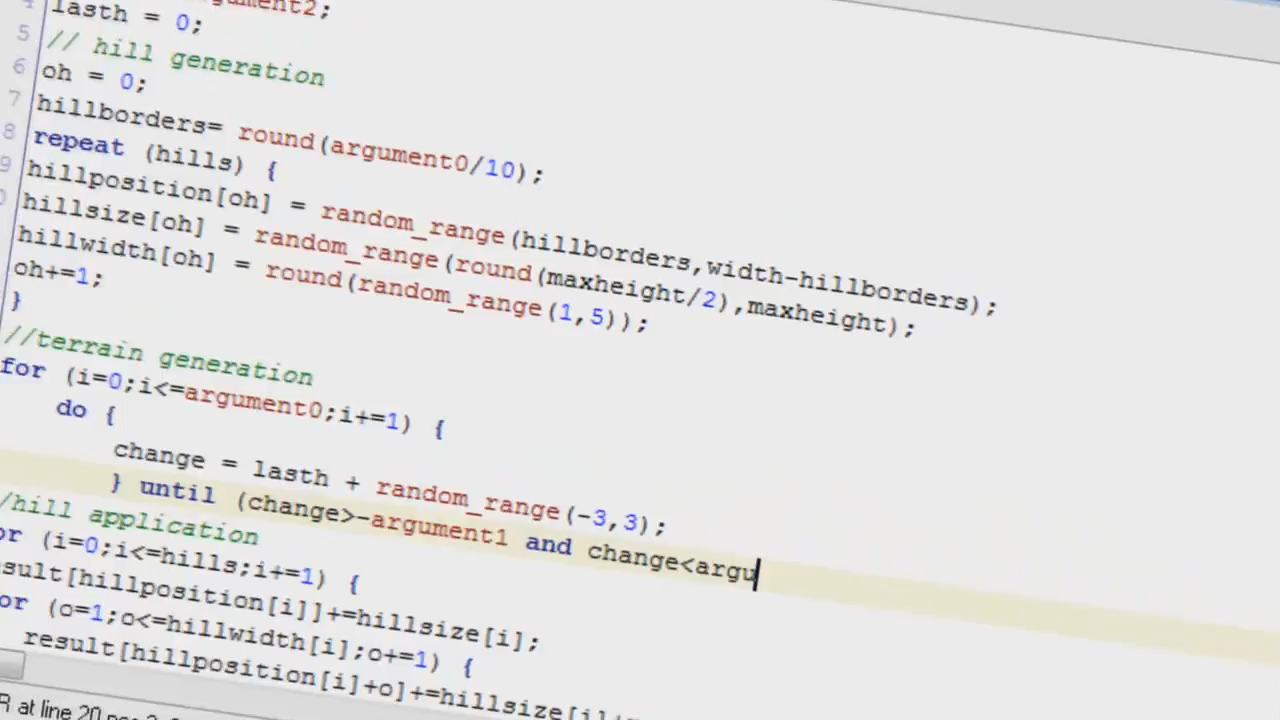 ument2;
4 lasth = 0;
5 // hill generation
6 oh = 0;
7 hillborders= round(argument0/10);
8 repeat (hills) {
9 hillposition[oh] = random_range(hillborders,width-hillborders);
0 hillsize[oh] = random_range(round(maxheight/2),maxheight);
hillwidth[oh] = round(random_range(1,5));
oh+=1;
}
//terrain generation
for (i=0;i<=argument0;i+=1) {
do {
change = lasth + random_range(-3,3);
} until (change>-argument1 and change<argu
/hill application
or (i=0;i<=hills;i+=1) {
esult[hillposition[i]]+=hillsize[i];
or (o=1;o<=hillwidth[i];o+=1) {
result[hillposition[i]+o]+=hillsize[i
R at line 20